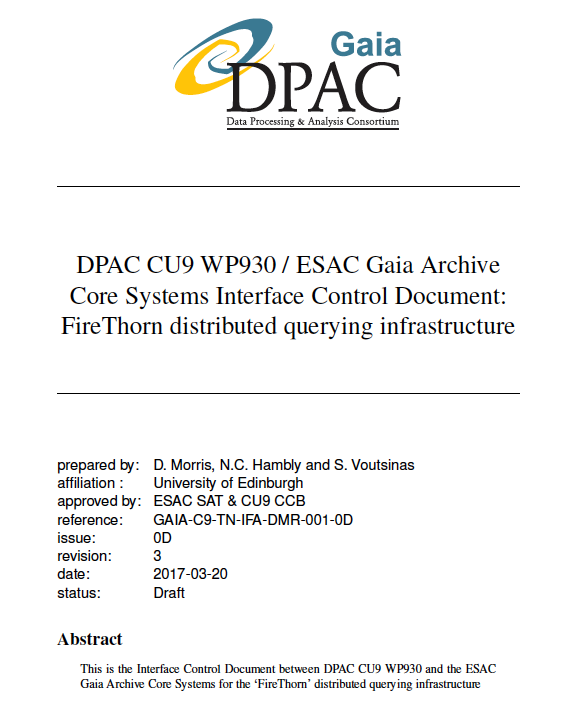 Gaia
DPAC
Data Processing & Analysis Consortium
DPAC CU9 WP930 / ESAC Gaia Archive
Core Systems Interface Control Document:
FireThorn distributed querying infrastructure
prepared by: D. Morris, N.C. Hambly and S. Voutsinas
affiliation : University of Edinburgh
approved by: ESAC SAT & CU9 CCB
reference: GAIA-C9-TN-IFA-DMR-001-0D
issue: 0D
revision: 3
date: 2017-03-20
status: Draft
Abstract
This is the Interface Control Document between DPAC CU9 WP930 and the ESAC
Gaia Archive Core Systems for the ‘FireThorn’ distributed querying infrastructure